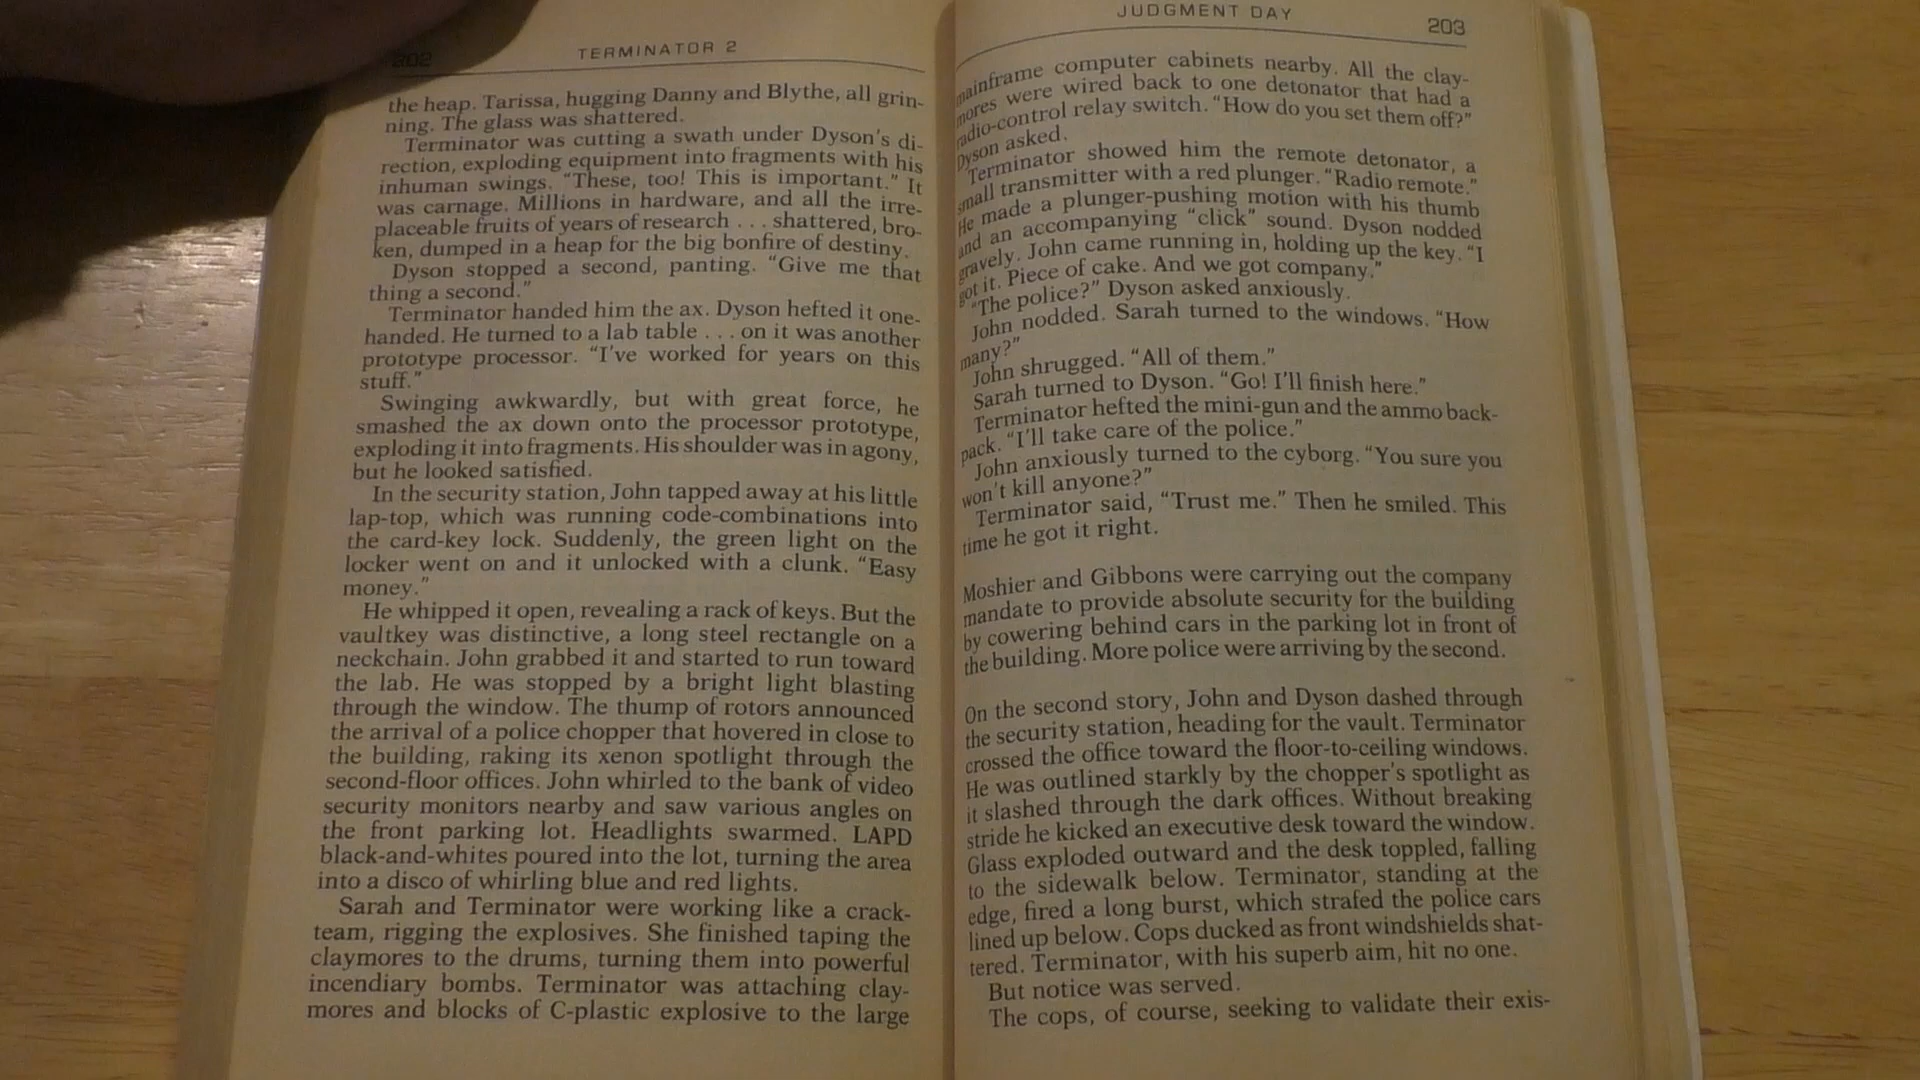 202 TERMINATOR 2
the heap. Tarissa, hugging Danny and Blythe, all grin-
ning. The glass was shattered.
Terminator was cutting a swath under Dyson's di-
rection, exploding equipment into fragments with his
inhuman swings. “These, too! This is important.” It
was carnage. Millions in hardware, and all the irre-
placeable fruits of years of research . . . shattered, bro-
ken, dumped in a heap for the big bonfire of destiny.
Dyson stopped a second, panting. “Give me that
thing a second.”
Terminator handed him the ax. Dyson hefted it one-
handed. He turned to a lab table . . . on it was another
prototype processor. “I've worked for years on this
stuff.”
Swinging awkwardly, but with great force, he
smashed the ax down onto the processor prototype,
exploding it into fragments. His shoulder was in agony,
but he looked satisfied.
In the security station, John tapped away at his little
lap-top, which was running code-combinations into
the card-key lock. Suddenly, the green light on the
locker went on and it unlocked with a clunk. “Easy
money.”
He whipped it open, revealing a rack of keys. But the
vaultkey was distinctive, a long steel rectangle on a
neckchain. John grabbed it and started to run toward
the lab. He was stopped by a bright light blasting
through the window. The thump of rotors announced
the arrival of a police chopper that hovered in close to
the building, raking its xenon spotlight through the
second-floor offices. John whirled to the bank of video
security monitors nearby and saw various angles on
the front parking lot. Headlights swarmed. LAPD
black-and-whites poured into the lot, turning the area
into a disco of whirling blue and red lights.
Sarah and Terminator were working like a crack-
team, rigging the explosives. She finished taping the
claymores to the drums, turning them into powerful
incendiary bombs. Terminator was attaching clay-
mores and blocks of C-plastic explosive to the large
JUDGMENT DAY 203
mainframe computer cabinets nearby. All the clay-
mores were wired back to one detonator that had a
radio-control relay switch. “How do you set them off?”
Dyson asked.
Terminator showed him the remote detonator, a
small transmitter with a red plunger. “Radio remote.”
He made a plunger-pushing motion with his thumb
and an accompanying “click” sound. Dyson nodded
gravely. John came running in, holding up the key. “I
got it. Piece of cake. And we got company.”
“The police?” Dyson asked anxiously.
John nodded. Sarah turned to the windows. “How
many?”
John shrugged. “All of them.”
Sarah turned to Dyson. “Go! I'll finish here.”
Terminator hefted the mini-gun and the ammo back-
pack. “I'll take care of the police.”
John anxiously turned to the cyborg. “You sure you
won't kill anyone?”
Terminator said, “Trust me.” Then he smiled. This
time he got it right.
Moshier and Gibbons were carrying out the company
mandate to provide absolute security for the building
by cowering behind cars in the parking lot in front of
the building. More police were arriving by the second.
On the second story, John and Dyson dashed through
the security station, heading for the vault. Terminator
crossed the office toward the floor-to-ceiling windows.
He was outlined starkly by the chopper's spotlight as
it slashed through the dark offices. Without breaking
stride he kicked an executive desk toward the window.
Glass exploded outward and the desk toppled, falling
to the sidewalk below. Terminator, standing at the
edge, fired a long burst, which strafed the police cars
lined up below. Cops ducked as front windshields shat-
tered. Terminator, with his superb aim, hit no one.
But notice was served.
The cops, of course, seeking to validate their exis-